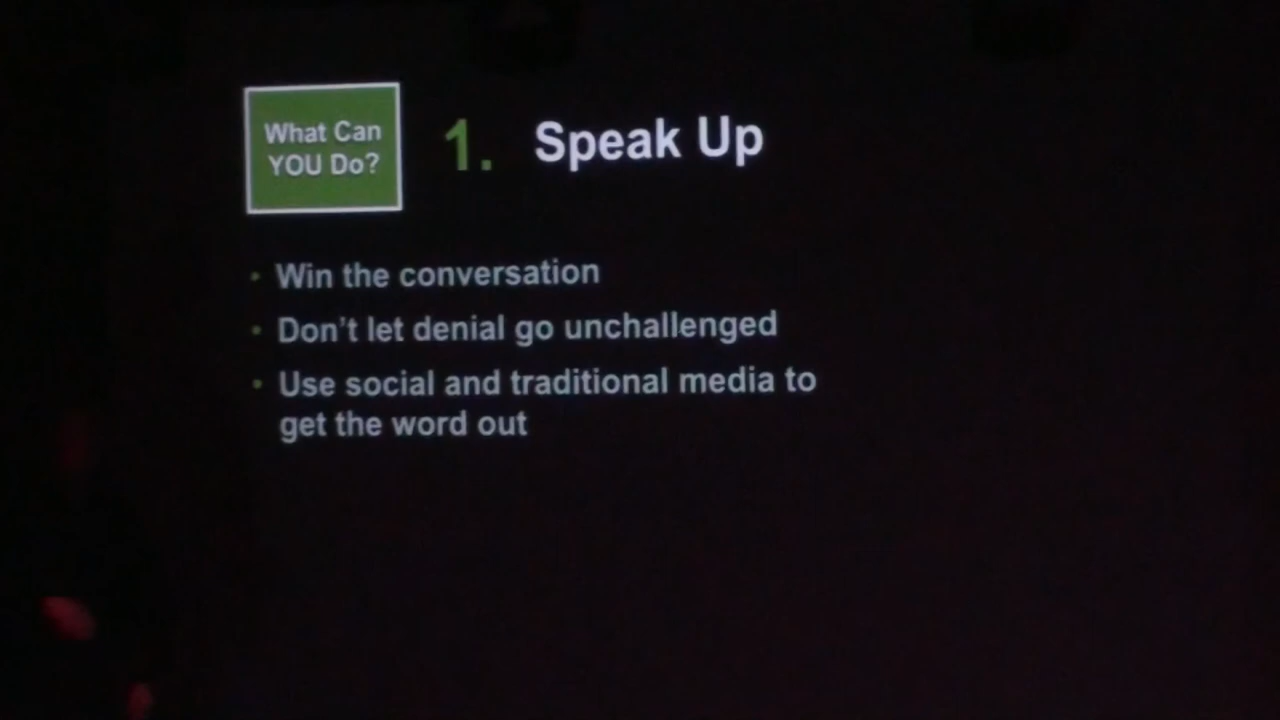 What Can
YOU Do?
1. Speak Up
• Win the conversation
• Don't let denial go unchallenged
• Use social and traditional media to
get the word out